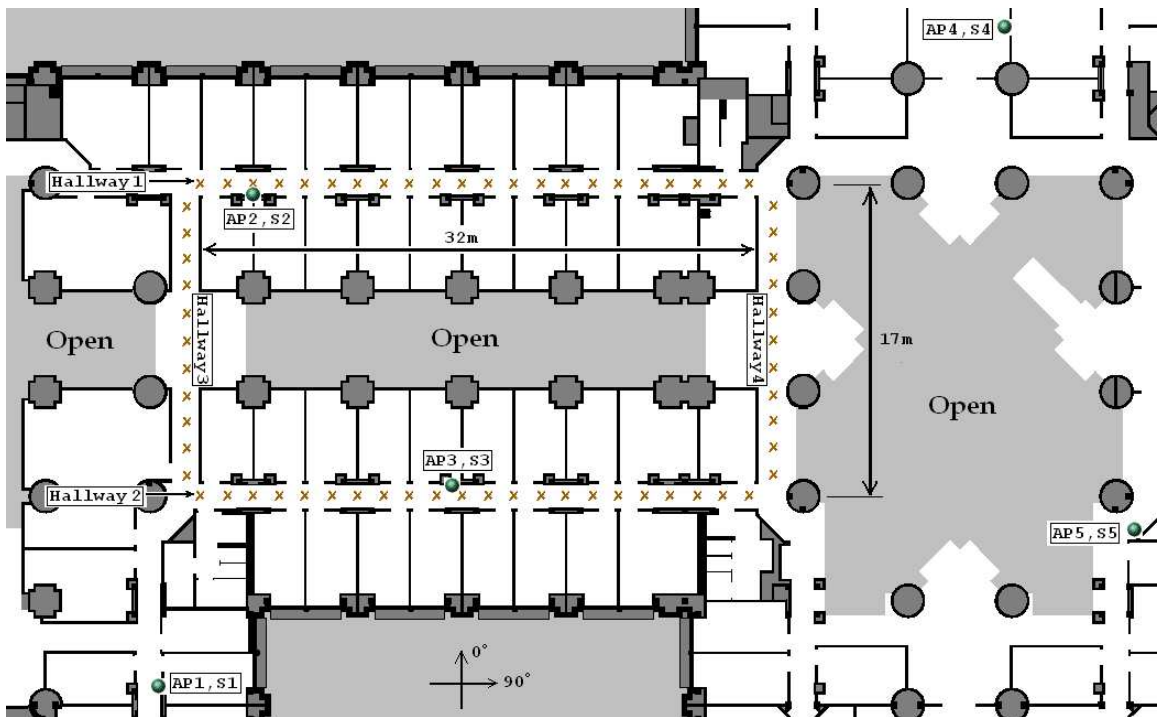 AP4,S4
Hallway1
AP2,S2
32m
Hallway3
Hallway4
Open
Open
17m
Open
AP3,S3
Hallway2
AP5,S5
0°
90°
AP1,S1